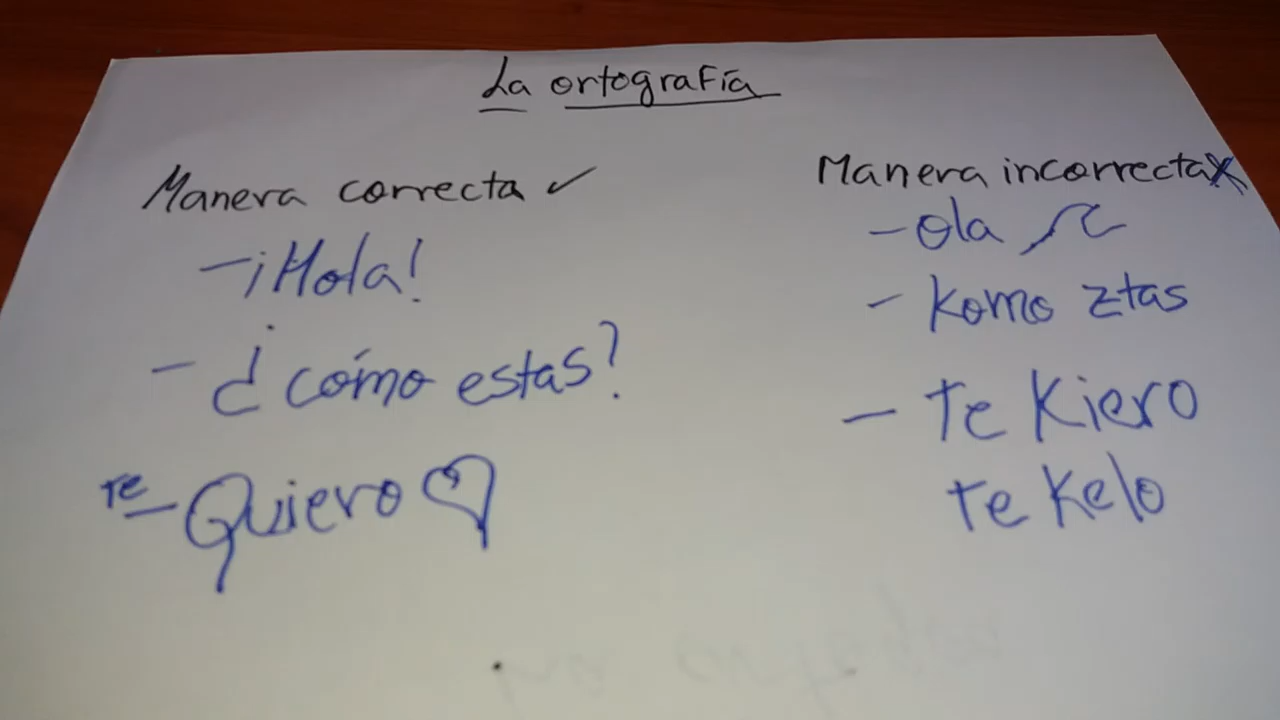 La ortografía
Manera correcta ✓
- ¡Hola!
- ¿cómo estas?
Te - Quiero ♡
Manera incorrecta X
- Ola
- Komo ztas
- Te Kiero
te Kelo